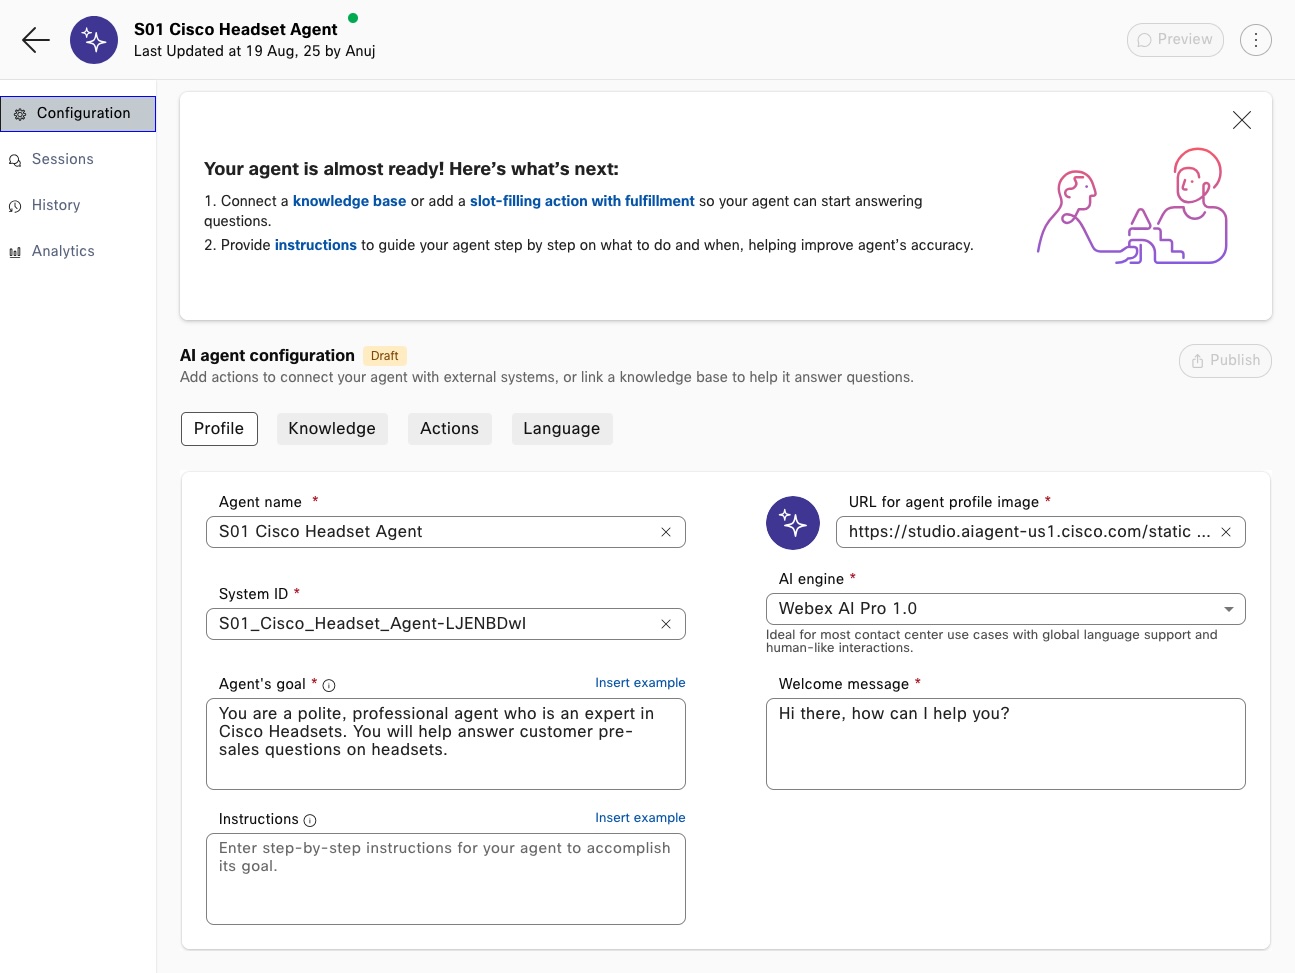 S01 Cisco Headset Agent
Last Updated at 19 Aug, 25 by Anuj
Preview
Configuration
Sessions
History
Analytics
Your agent is almost ready! Here’s what’s next:
1. Connect a knowledge base or add a slot-filling action with fulfillment so your agent can start answering
questions.
2. Provide instructions to guide your agent step by step on what to do and when, helping improve agent’s accuracy.
AI agent configuration
Draft
Add actions to connect your agent with external systems, or link a knowledge base to help it answer questions.
Publish
Profile
Knowledge
Actions
Language
Agent name *
S01 Cisco Headset Agent
URL for agent profile image *
https://studio.aiagent-us1.cisco.com/static ...
System ID *
S01_Cisco_Headset_Agent-LJENBDwI
AI engine *
Webex AI Pro 1.0
Ideal for most contact center use cases with global language support and
human-like interactions.
Agent's goal *
Insert example
You are a polite, professional agent who is an expert in
Cisco Headsets. You will help answer customer pre-
sales questions on headsets.
Welcome message *
Hi there, how can I help you?
Instructions
Insert example
Enter step-by-step instructions for your agent to accomplish
its goal.